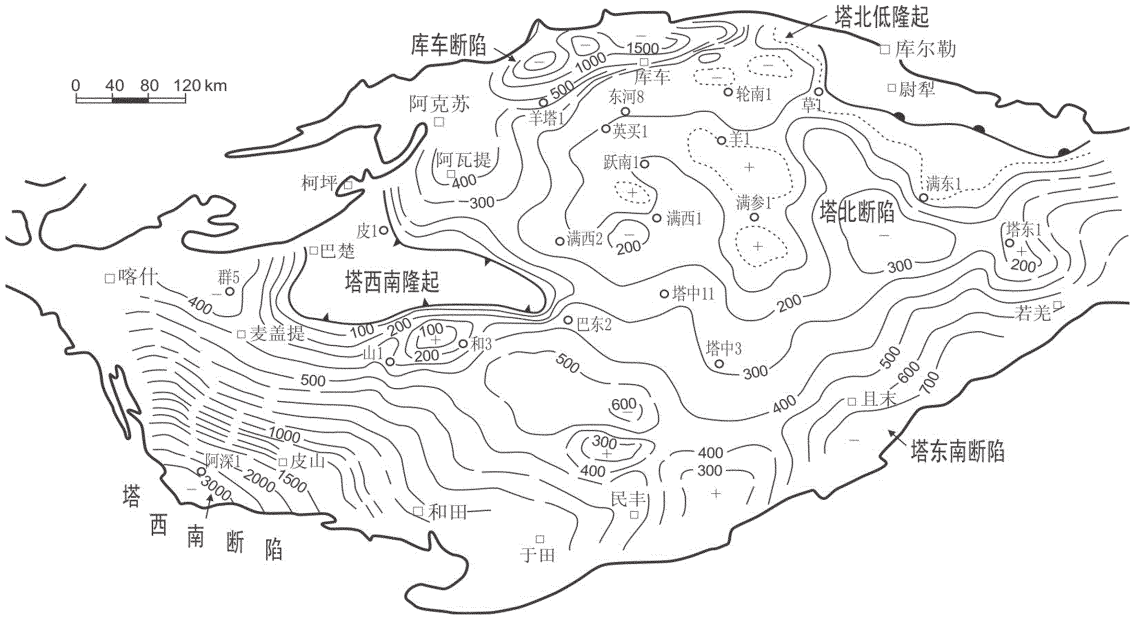 塔北低隆起
库车断陷
1500
1000
500
库车
库尔勒
尉犁
0 40 80 120 km
阿克苏
羊塔1
东河8
轮南1
草1
英买1
羊1
阿瓦提
400
跃南1
柯坪
300
满东1
皮1
满西1
满参1
塔北断陷
满西2
200
塔东1
200
巴楚
300
喀什
群5
塔西南隆起
400
塔中11
200
若羌
麦盖提
100
200
100
和3
200
山1
巴东2
塔中3
300
500
600
700
500
500
400
且末
600
1000
300
400
塔东南断陷
阿深1
皮山
400
300
3000
2000
1500
塔西南断陷
和田
民丰
于田